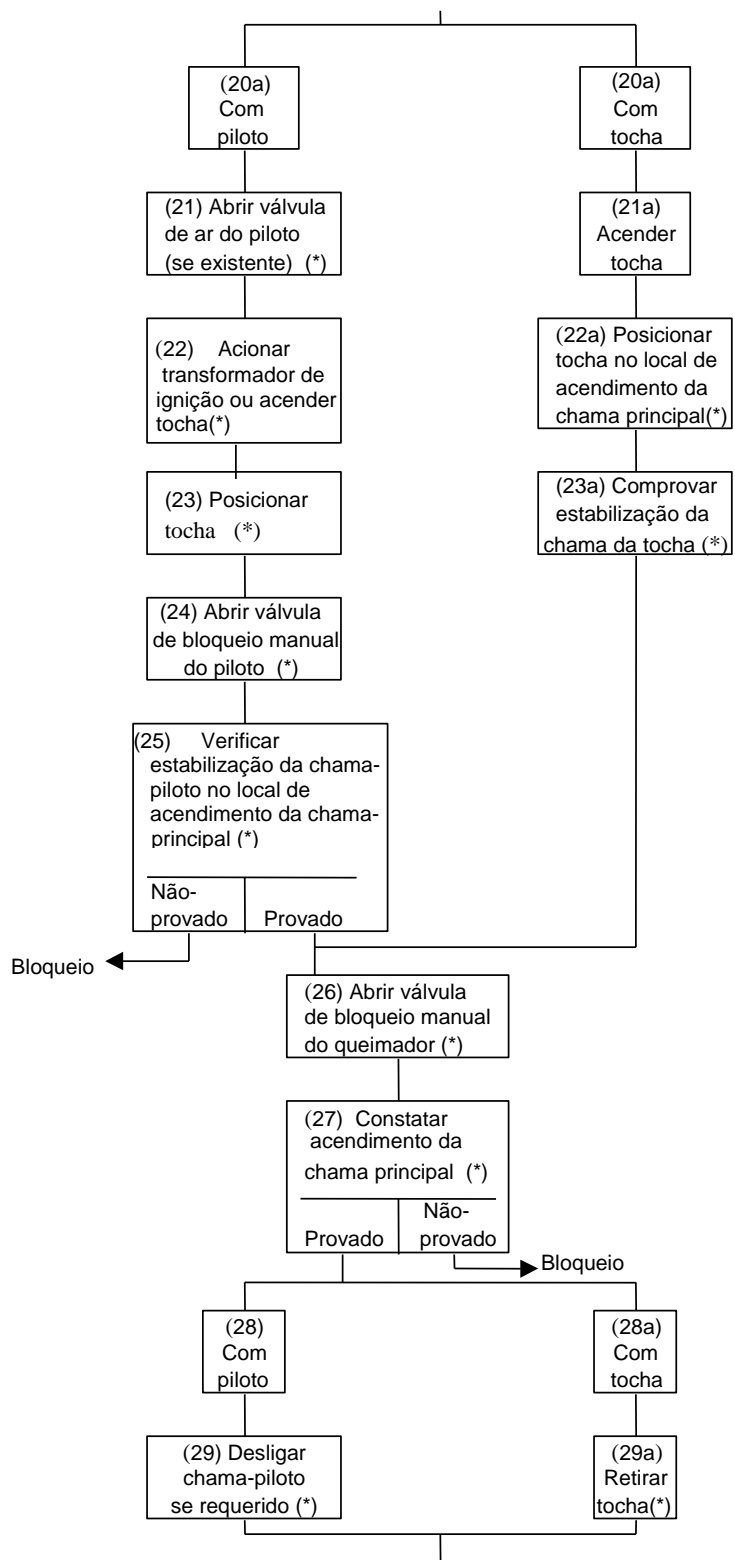 (20a)
Com
piloto
(20a)
Com
tocha
(21) Abrir válvula
de ar do piloto
(se existente) (*)
(21a)
Acender
tocha
(22) Acionar
transformador de
ignição ou acender
tocha(*)
(22a) Posicionar
tocha no local de
acendimento da
chama principal(*)
(23) Posicionar
tocha (*)
(23a) Comprovar
estabilização da
chama da tocha (*)
(24) Abrir válvula
de bloqueio manual
do piloto (*)
(25) Verificar
estabilização da chama-
piloto no local de
acendimento da chama-
principal (*)
Não-
provado
Provado
Bloqueio
(26) Abrir válvula
de bloqueio manual
do queimador (*)
(27) Constatar
acendimento da
chama principal (*)
Provado
Não-
provado
Bloqueio
(28)
Com
piloto
(28a)
Com
tocha
(29) Desligar
chama-piloto
se requerido (*)
(29a)
Retirar
tocha(*)